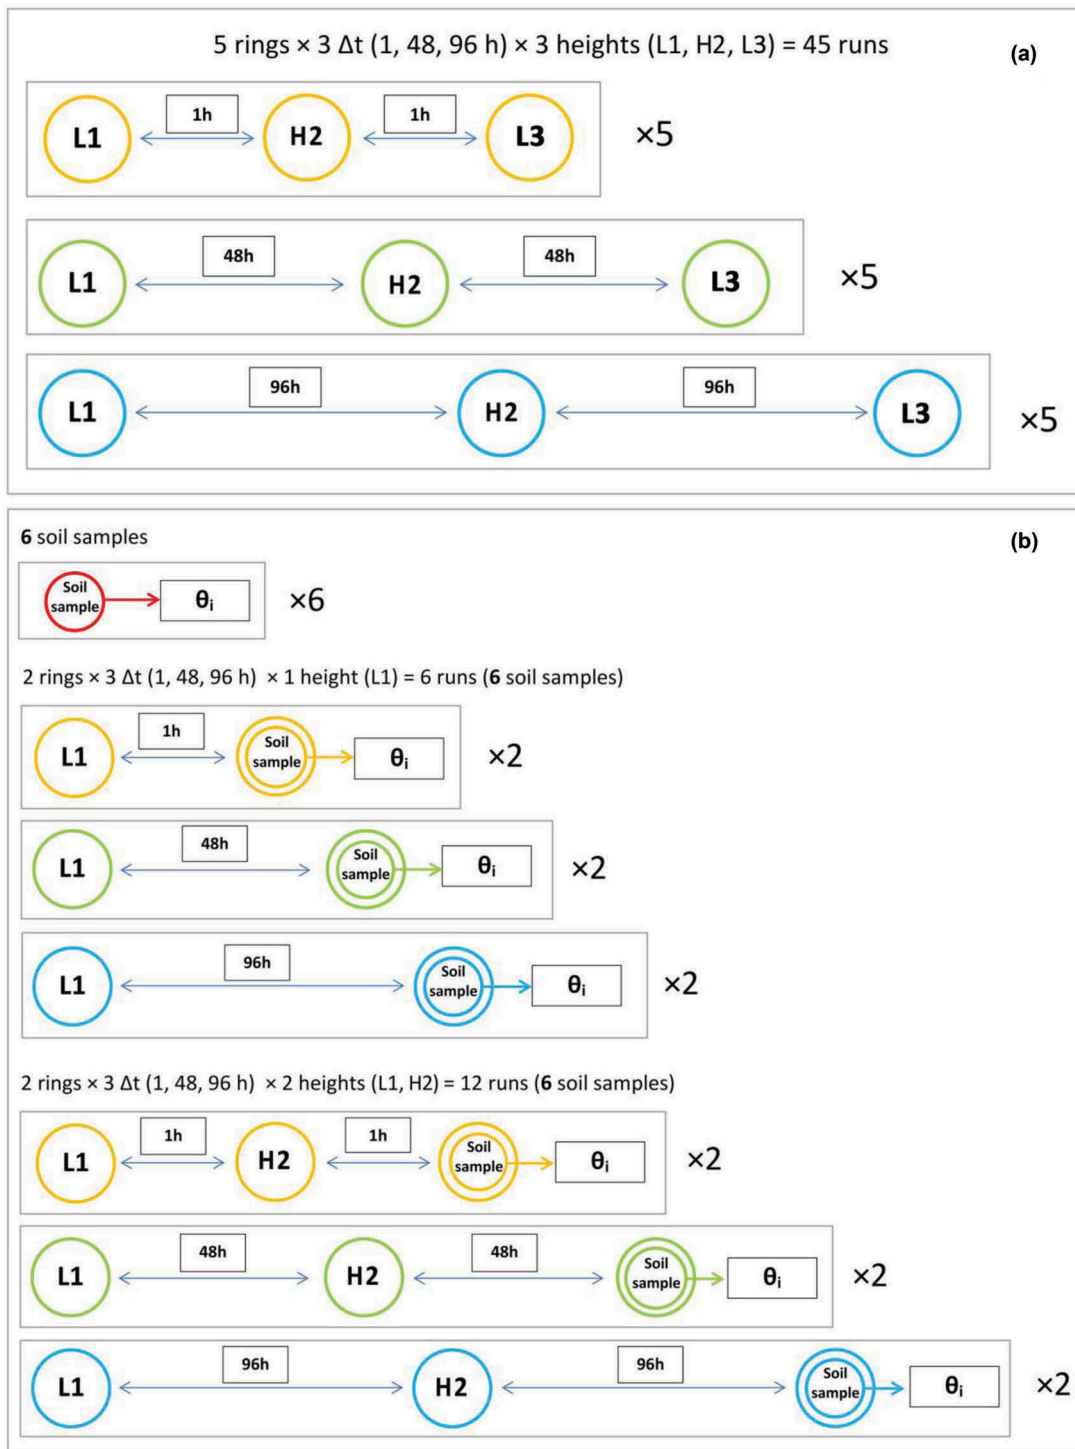 5 rings × 3 Δt (1, 48, 96 h) × 3 heights (L1, H2, L3) = 45 runs
(a)
1h 1h
L1 H2 L3 ×5
48h 48h
L1 H2 L3 ×5
96h 96h
L1 H2 L3 ×5
6 soil samples
(b)
Soil
sample
θi
×6
2 rings × 3 Δt (1, 48, 96 h) × 1 height (L1) = 6 runs (6 soil samples)
1h
L1
Soil
sample
θi
×2
48h
L1
Soil
sample
θi
×2
96h
L1
Soil
sample
θi
×2
2 rings × 3 Δt (1, 48, 96 h) × 2 heights (L1, H2) = 12 runs (6 soil samples)
1h 1h
L1 H2
Soil
sample
θi
×2
48h 48h
L1 H2
Soil
sample
θi
×2
96h 96h
L1 H2
Soil
sample
θi
×2